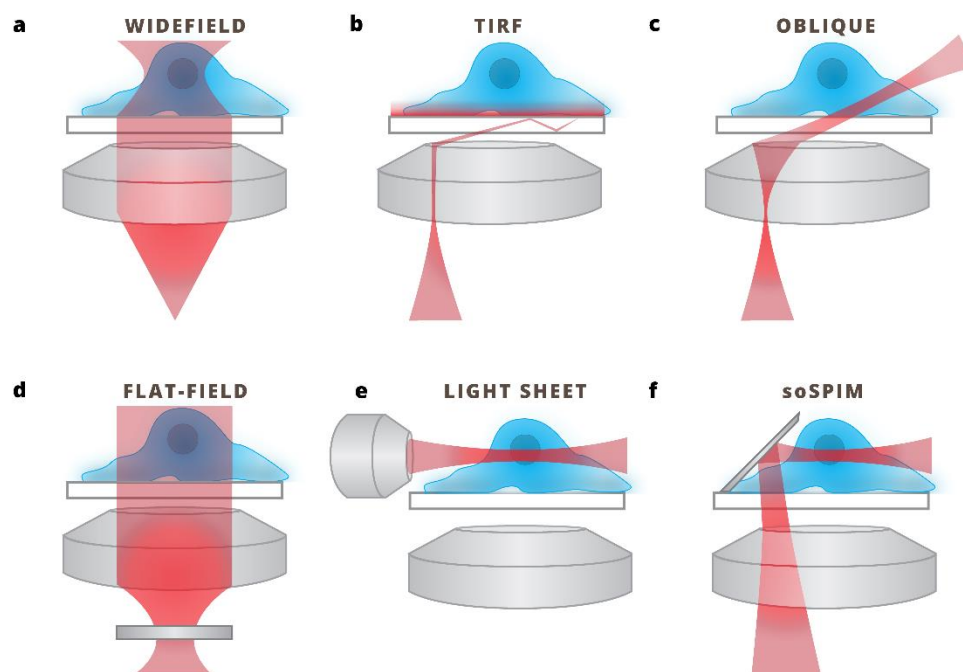 a WIDEFIELD
b TIRF
c OBLIQUE
d FLAT-FIELD
e LIGHT SHEET
f soSPIM